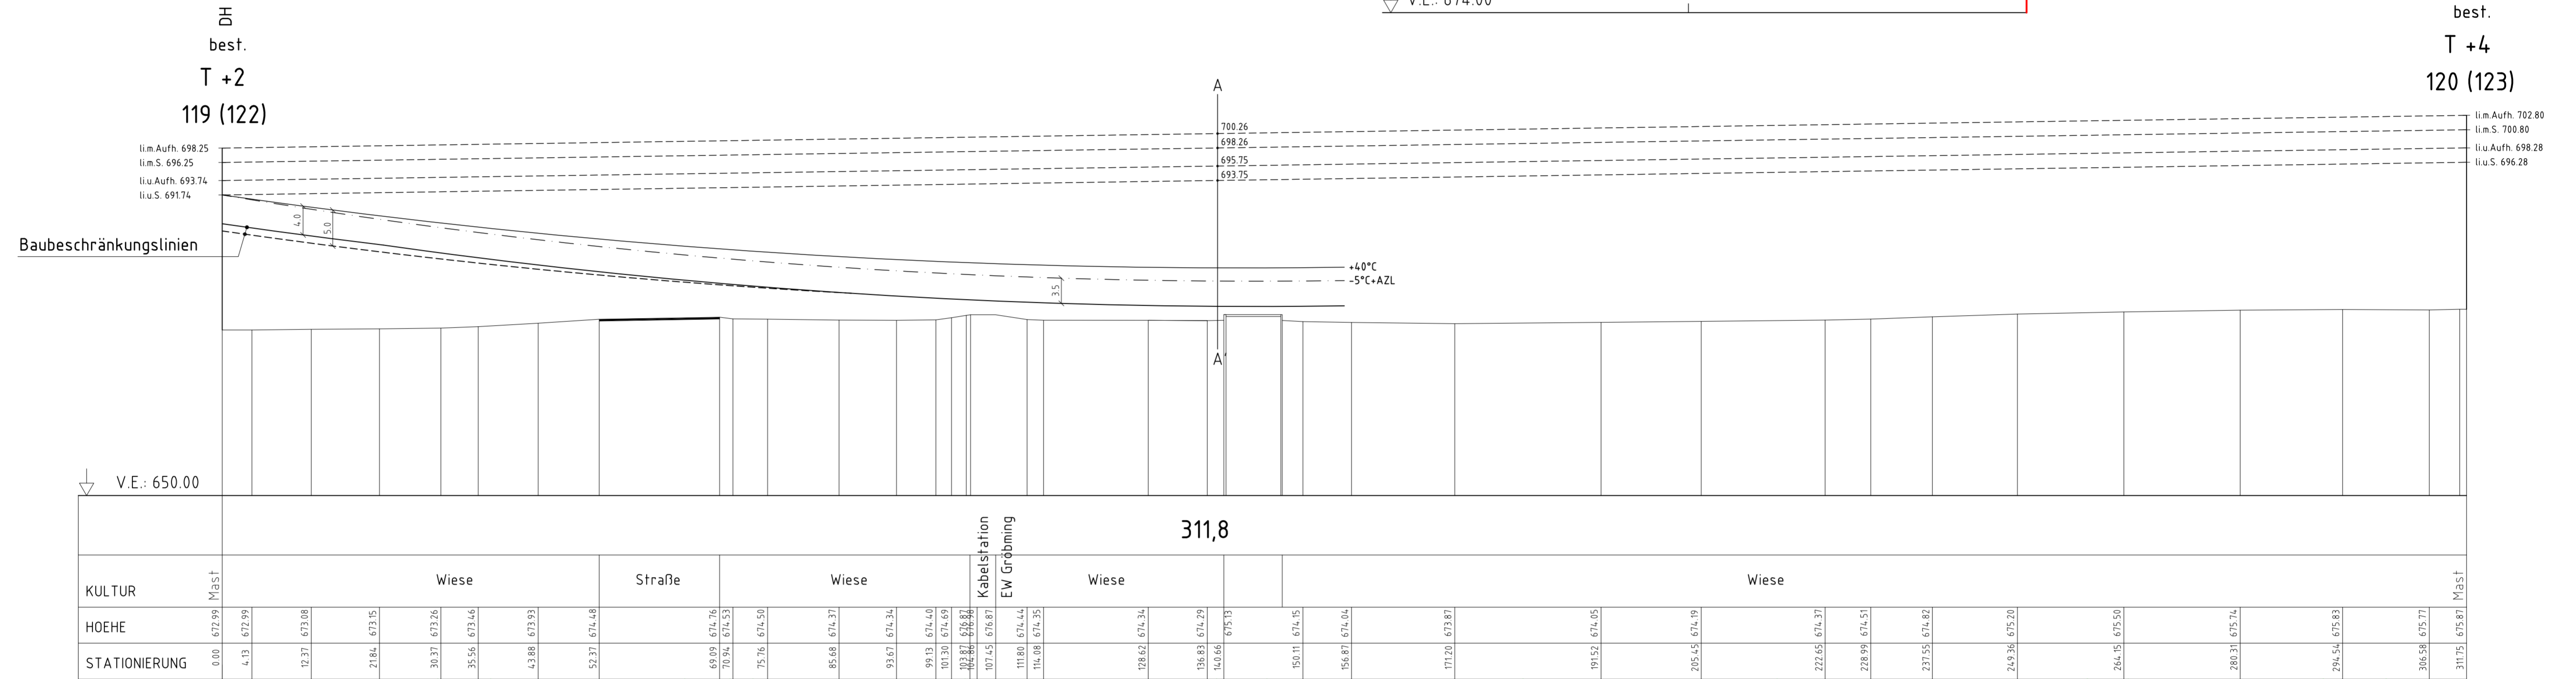 V.E.: 674.00
DH
best.
T +2
119 (122)
best.
T +4
120 (123)
A
li.m.Aufh. 698.25
li.m.S. 696.25
li.u.Aufh. 693.74
li.u.S. 691.74
700.26
698.26
695.75
693.75
li.m.Aufh. 702.80
li.m.S. 700.80
li.u.Aufh. 698.28
li.u.S. 696.28
4.0
5.0
3.5
Baubeschränkungslinien
+40°C
-5°C+AZL
A'
V.E.: 650.00
311,8
KULTUR
Mast
Wiese
Straße
Wiese
Kabelstation
EW Gröbming
Wiese
Wiese
Mast
HOEHE
672.99 672.99 673.08 673.15 673.26 673.46 673.93 674.48 674.76 674.53 674.50 674.37 674.34 674.40 674.69 676.87 676.98 676.87 674.44 674.35 674.34 674.29 675.13 674.15 674.04 673.87 674.05 674.19 674.37 674.51 674.82 675.20 675.50 675.74 675.83 675.77 675.87
STATIONIERUNG
0.00 4.13 12.37 21.84 30.37 35.56 43.88 52.37 69.09 70.94 75.76 85.68 93.67 99.13 101.30 103.87 107.45 111.80 114.08 128.62 136.83 140.66 150.11 156.87 171.20 191.52 205.45 222.65 228.99 237.55 249.36 264.15 280.31 294.54 306.58 311.75